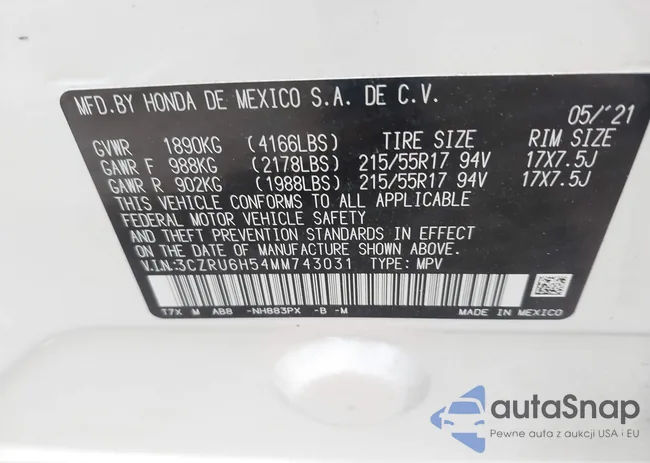 MFD.BY HONDA DE MEXICO S.A. DE C.V.
05/'21
GVWR 1890KG (4166LBS) TIRE SIZE RIM SIZE
GAWR F 988KG (2178LBS) 215/55R17 94V 17X7.5J
GAWR R 902KG (1988LBS) 215/55R17 94V 17X7.5J
THIS VEHICLE CONFORMS TO ALL APPLICABLE
FEDERAL MOTOR VEHICLE SAFETY
AND THEFT PREVENTION STANDARDS IN EFFECT
ON THE DATE OF MANUFACTURE SHOWN ABOVE.
V.I.N:3CZRU6H54MM743031 TYPE: MPV
T7X M AB8 -NH883PX -B -M
MADE IN MEXICO
autaSnap
Pewne auta z aukcji USA i EU